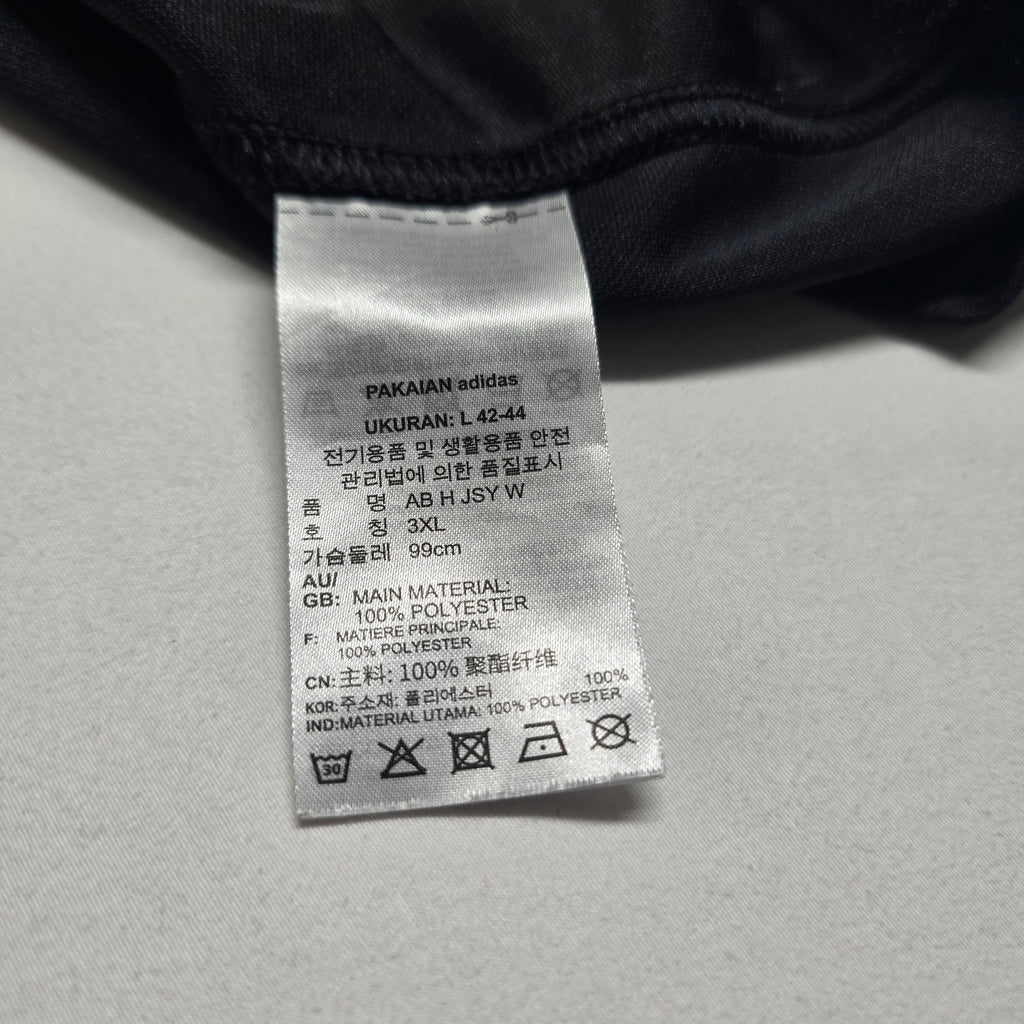 PAKAIAN adidas
UKURAN: L 42-44
전기용품 및 생활용품 안전
관리법에 의한 품질표시
품 명 AB H JSY W
호 칭 3XL
가슴둘레 99cm
AU/
GB: MAIN MATERIAL:
100% POLYESTER
F: MATIERE PRINCIPALE:
100% POLYESTER
CN: 主料: 100% 聚酯纤维
KOR: 주소재: 폴리에스터 100%
IND: MATERIAL UTAMA: 100% POLYESTER
30